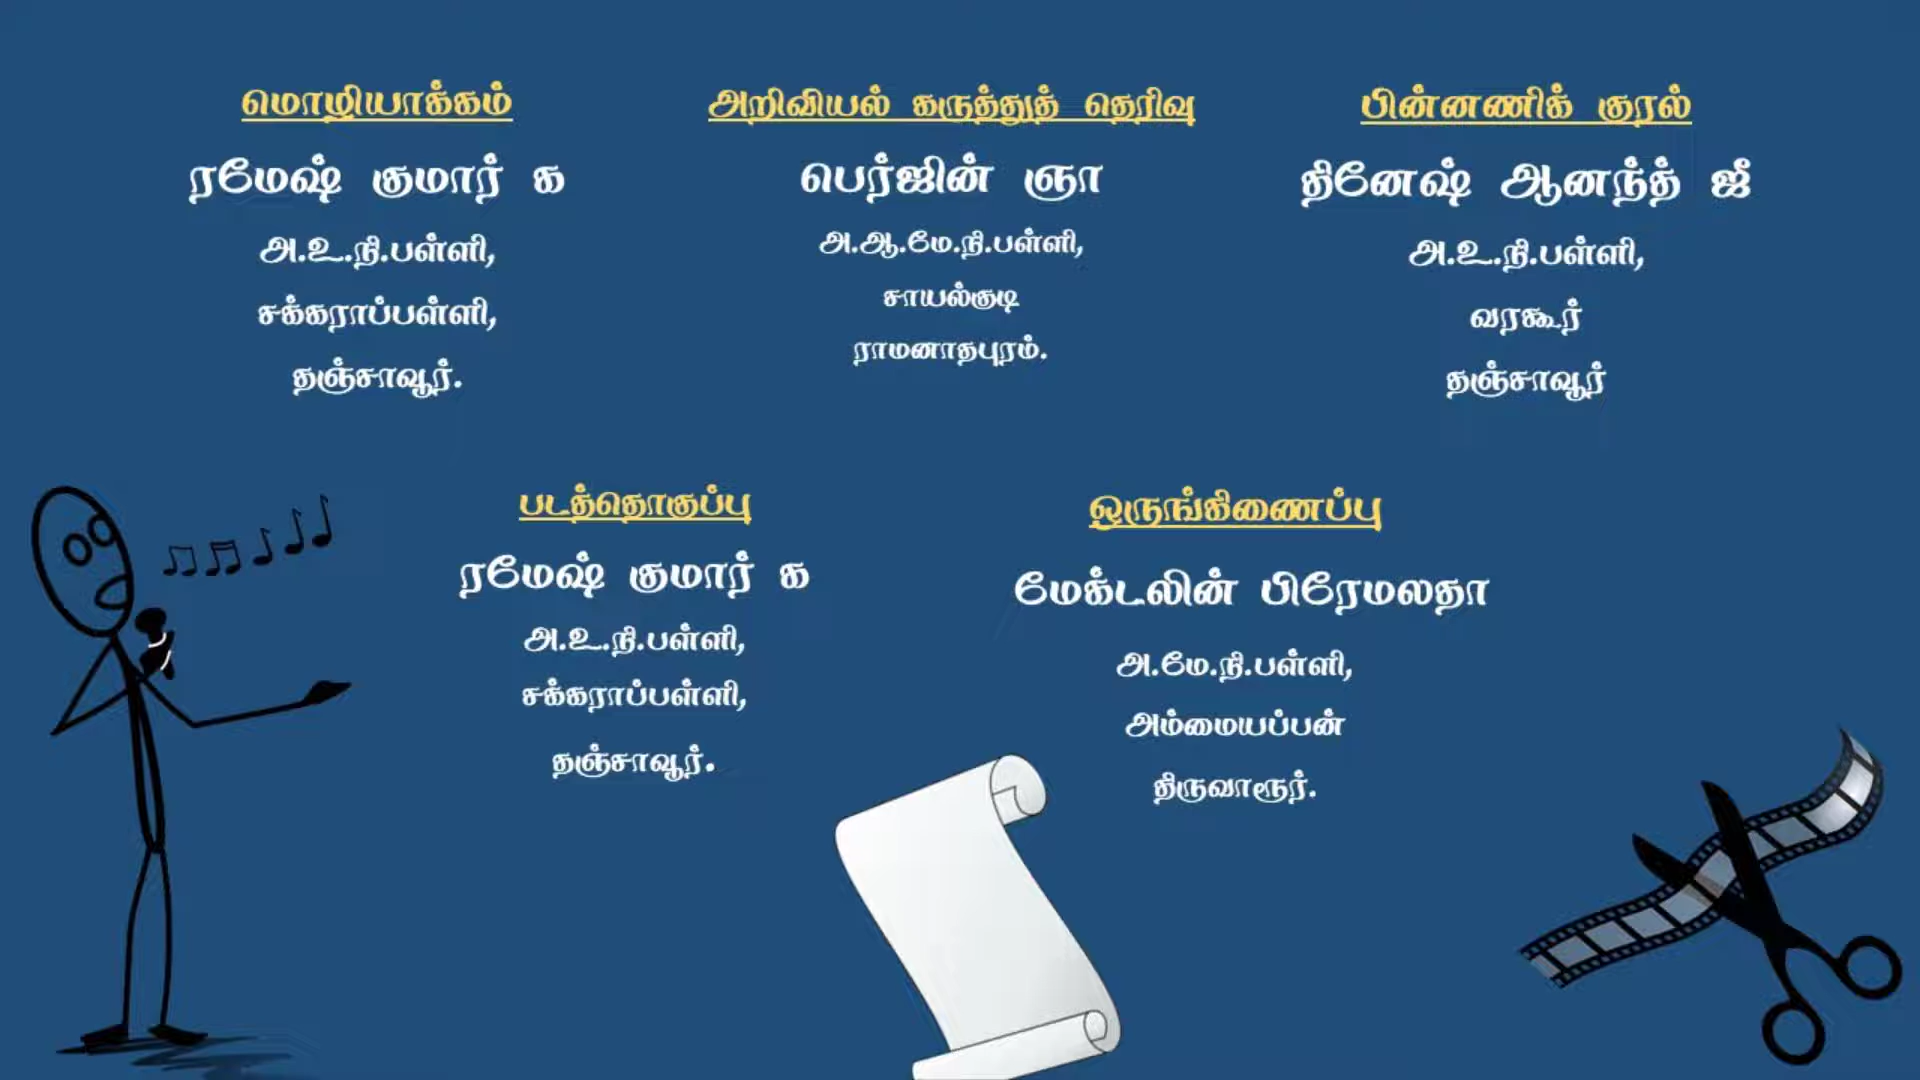 மொழியாக்கம்
ரமேஷ் குமார் க
அ.உ.நி.பள்ளி,
சக்கராப்பள்ளி,
தஞ்சாவூர்.
அறிவியல் கருத்துத் தெரிவு
பெர்ஜின் ஞா
அ.ஆ.மே.நி.பள்ளி,
சாயல்குடி
ராமனாதபுரம்.
பின்னணிக் குரல்
தினேஷ் ஆனந்த் ஜீ
அ.உ.நி.பள்ளி,
வரகூர்
தஞ்சாவூர்
படத்தொகுப்பு
ரமேஷ் குமார் க
அ.உ.நி.பள்ளி,
சக்கராப்பள்ளி,
தஞ்சாவூர்.
ஒருங்கிணைப்பு
மேக்டலின் பிரேமலதா
அ.மே.நி.பள்ளி,
அம்மையப்பன்
திருவாரூர்.